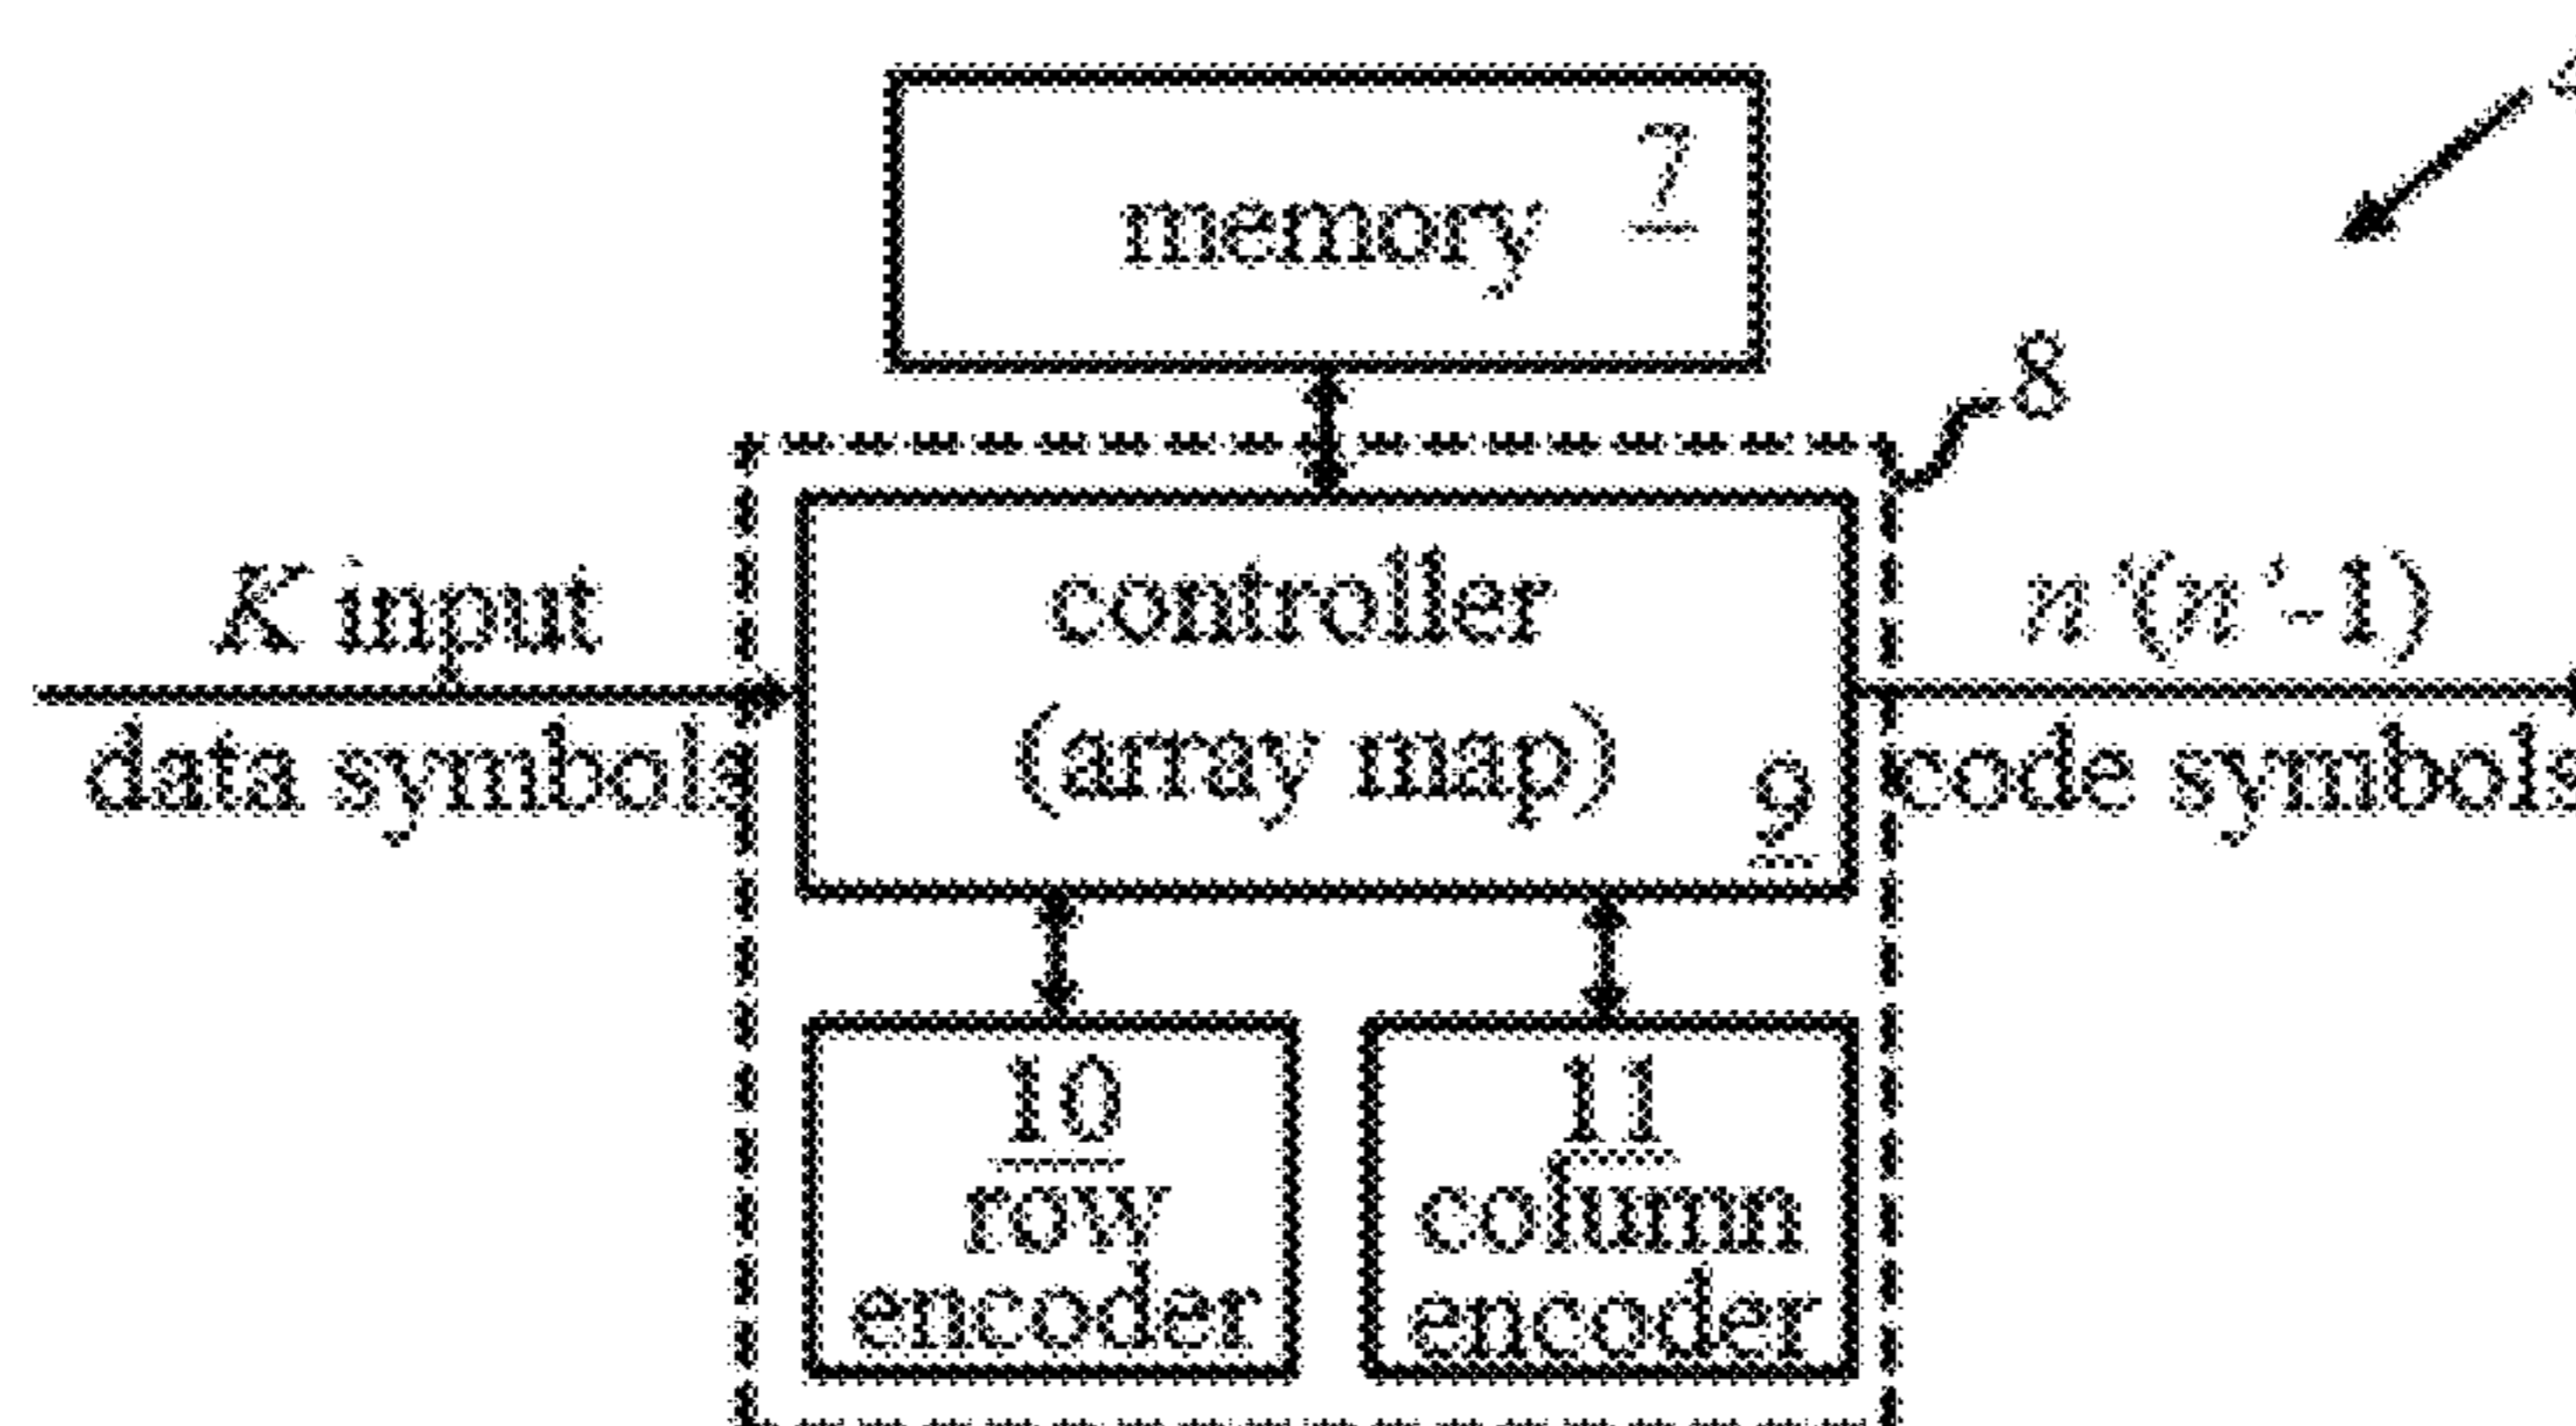 memory 7
8
K input
data symbols
controller
(array map)
9
n'(n'-1)
code symbols
10
row
encoder
11
column
encoder